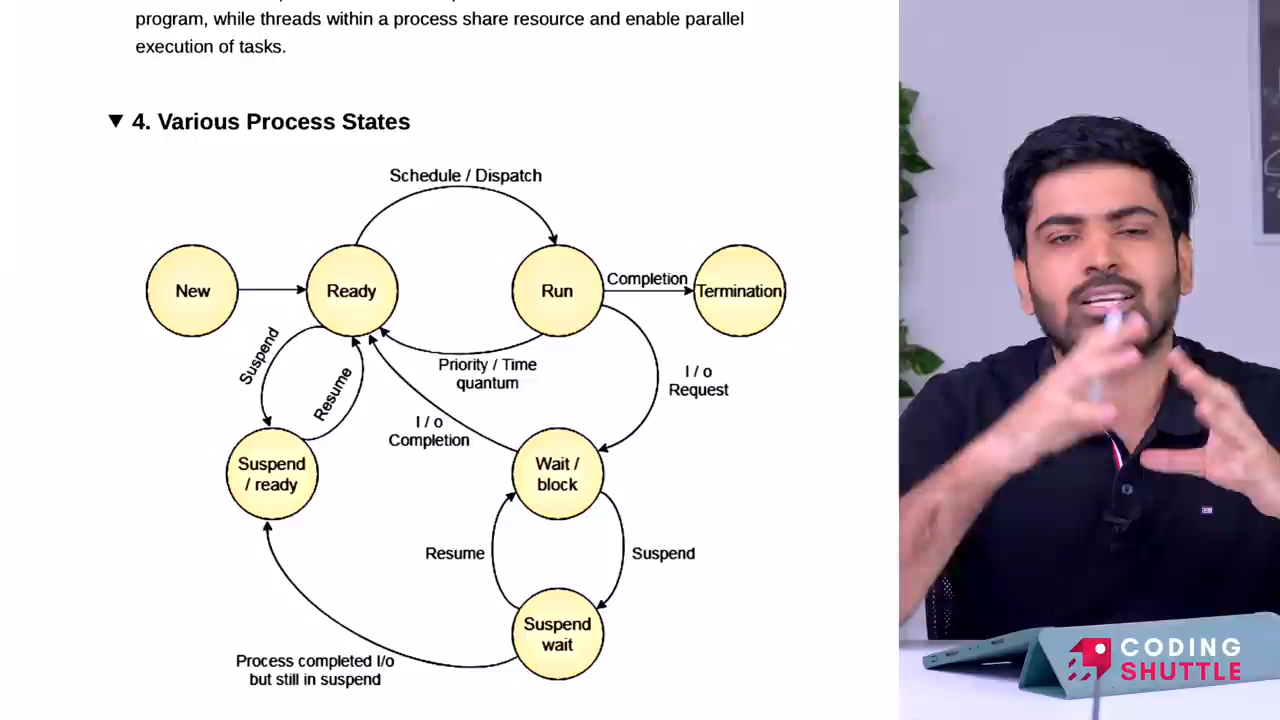 program, while threads within a process share resource and enable parallel
execution of tasks.
▼ 4. Various Process States
Schedule / Dispatch
New
Ready
Run
Completion
Termination
Suspend
Resume
Priority / Time
quantum
I / o
Request
I / o
Completion
Suspend
/ ready
Wait /
block
Resume
Suspend
Suspend
wait
Process completed I/o
but still in suspend
CODING
SHUTTLE